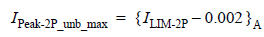 I_Peak-2P_unb_max = {I_LIM-2P − 0.002}_A